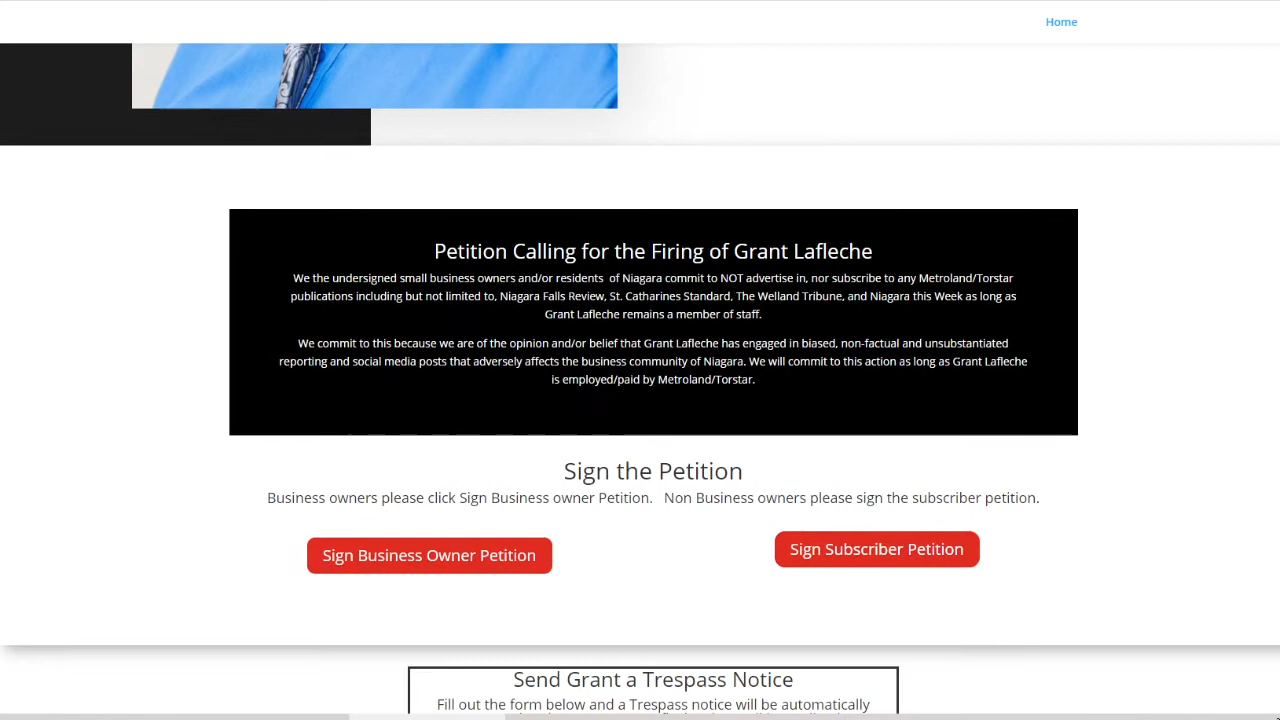 Home
Petition Calling for the Firing of Grant Lafleche
We the undersigned small business owners and/or residents of Niagara commit to NOT advertise in, nor subscribe to any Metroland/Torstar
publications including but not limited to, Niagara Falls Review, St. Catharines Standard, The Welland Tribune, and Niagara this Week as long as
Grant Lafleche remains a member of staff.
We commit to this because we are of the opinion and/or belief that Grant Lafleche has engaged in biased, non-factual and unsubstantiated
reporting and social media posts that adversely affects the business community of Niagara. We will commit to this action as long as Grant Lafleche
is employed/paid by Metroland/Torstar.
Sign the Petition
Business owners please click Sign Business owner Petition. Non Business owners please sign the subscriber petition.
Sign Business Owner Petition
Sign Subscriber Petition
Send Grant a Trespass Notice
Fill out the form below and a Trespass notice will be automatically